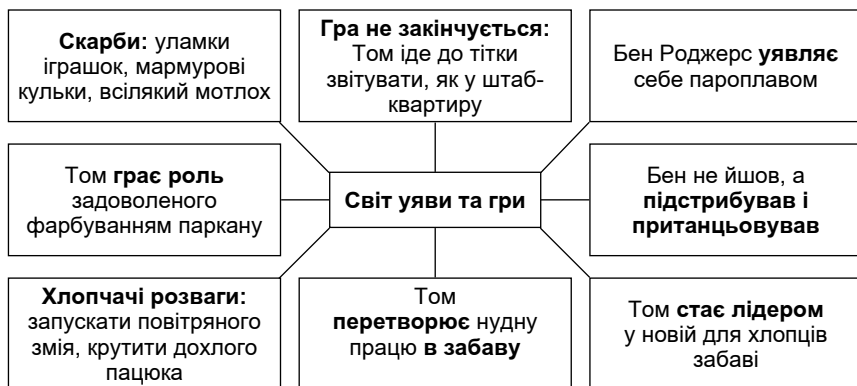 Скарби: уламки
іграшок, мармурові
кульки, всілякий мотлох
Гра не закінчується:
Том іде до тітки
звітувати, як у штаб-
квартиру
Бен Роджерс уявляє
себе пароплавом
Том грає роль
задоволеного
фарбуванням паркану
Світ уяви та гри
Бен не йшов, а
підстрибував і
пританцьовував
Хлопчачі розваги:
запускати повітряного
змія, крутити дохлого
пацюка
Том
перетворює нудну
працю в забаву
Том стає лідером
у новій для хлопців
забаві